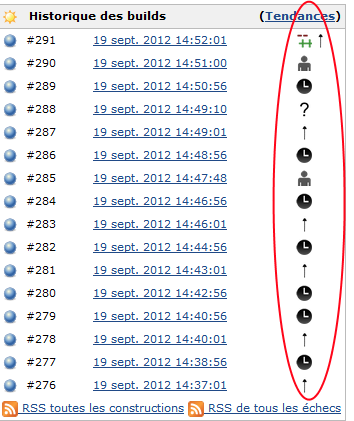 Historique des builds (Tendances)
#291 19 sept. 2012 14:52:01
#290 19 sept. 2012 14:51:00
#289 19 sept. 2012 14:50:56
#288 19 sept. 2012 14:49:10 ?
#287 19 sept. 2012 14:49:01
#286 19 sept. 2012 14:48:56
#285 19 sept. 2012 14:47:48
#284 19 sept. 2012 14:46:56
#283 19 sept. 2012 14:46:01
#282 19 sept. 2012 14:44:56
#281 19 sept. 2012 14:43:01
#280 19 sept. 2012 14:42:56
#279 19 sept. 2012 14:40:56
#278 19 sept. 2012 14:40:01
#277 19 sept. 2012 14:38:56
#276 19 sept. 2012 14:37:01
RSS toutes les constructions RSS de tous les échecs